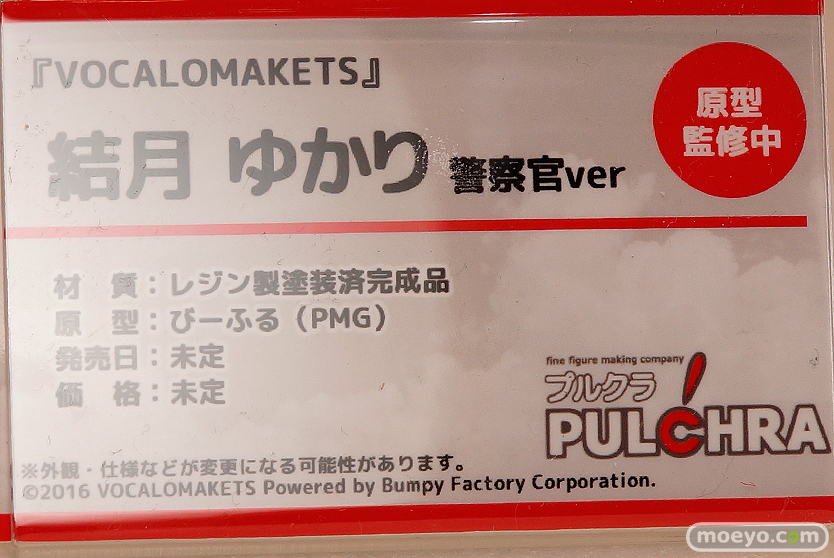 『VOCALOMAKETS』
原型
監修中
結月 ゆかり 警察官ver
材　質：レジン製塗装済完成品
原　型：びーふる（PMG）
発売日：未定
価　格：未定
fine figure making company
プルクラ
PULCHRA
※外観・仕様などが変更になる可能性があります。
©2016 VOCALOMAKETS Powered by Bumpy Factory Corporation.
moeyo.com